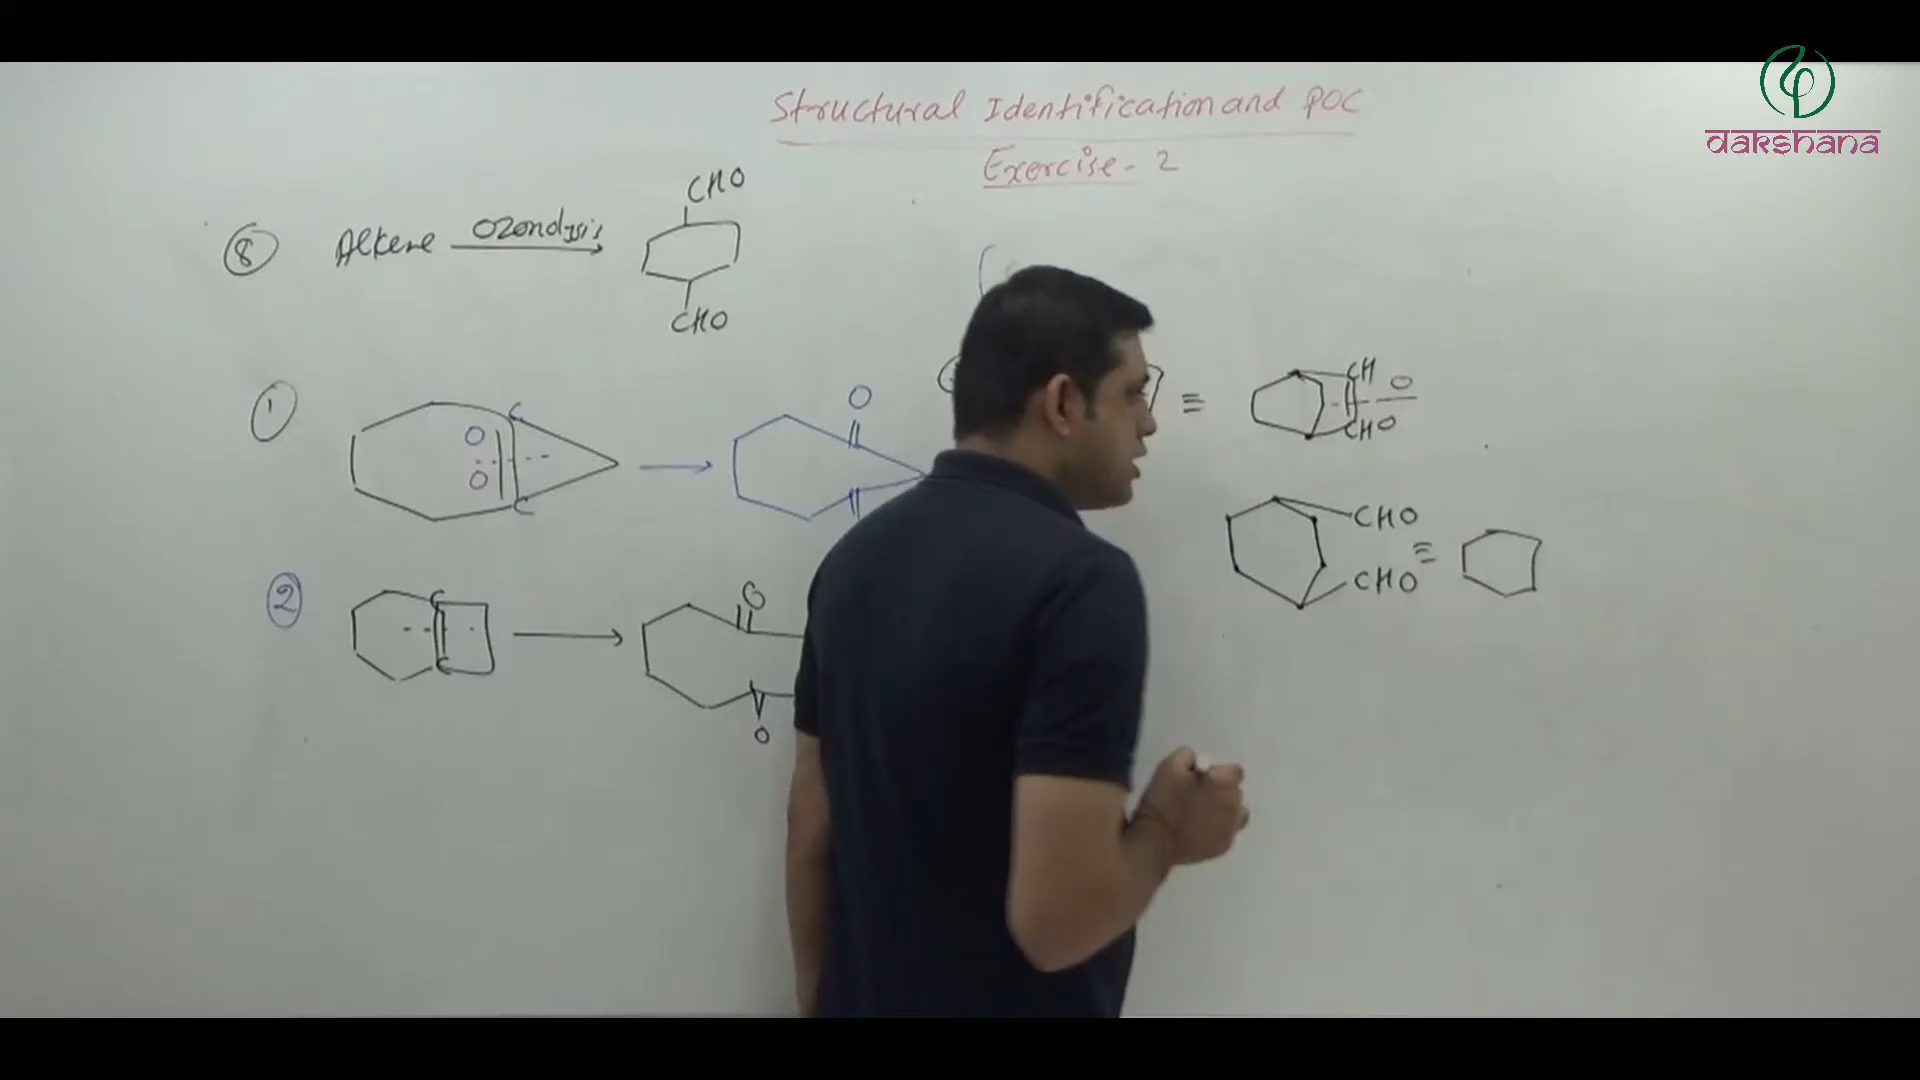 dakshana
Structural Identification and POC
Exercise - 2
8 Alkene Ozonolysis CHO
CHO
1 C O O C O
≡ CH O CHO
CHO
CHO ≡
2 C C O
O